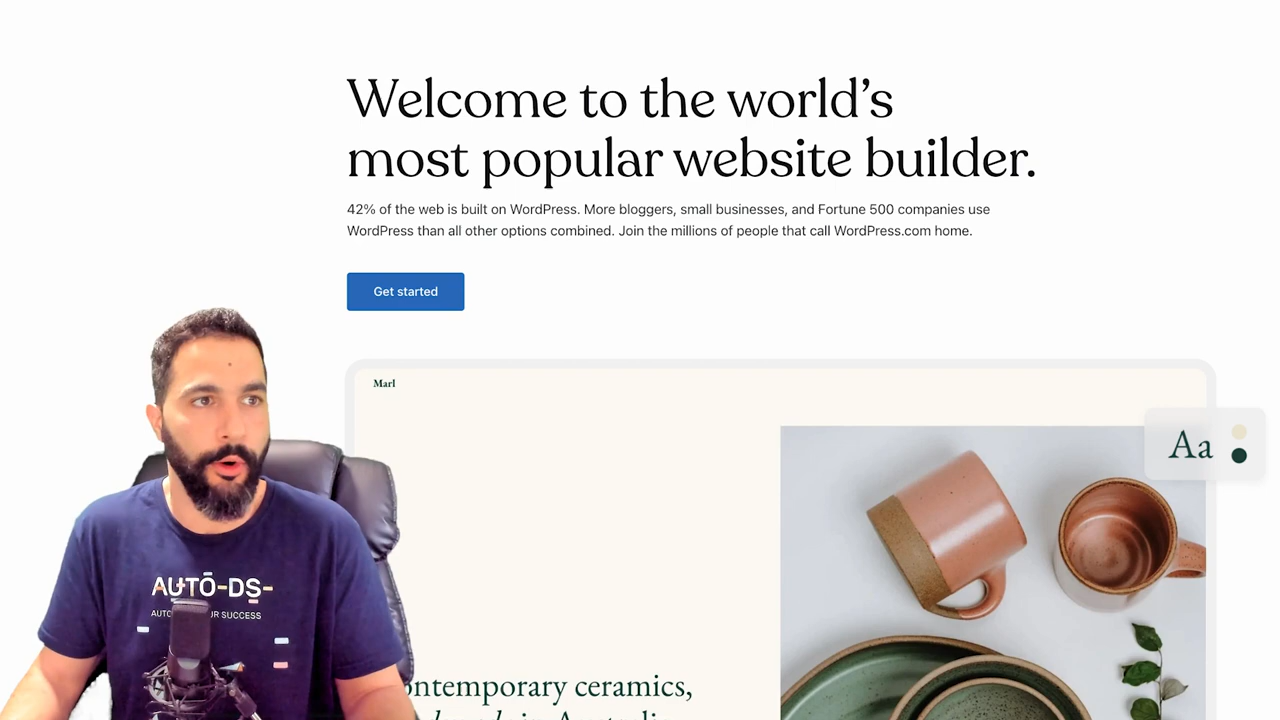 Welcome to the world’s
most popular website builder.
42% of the web is built on WordPress. More bloggers, small businesses, and Fortune 500 companies use
WordPress than all other options combined. Join the millions of people that call WordPress.com home.
Get started
Marl
Aa
AUTO-DS
SUCCESS
ceramics,